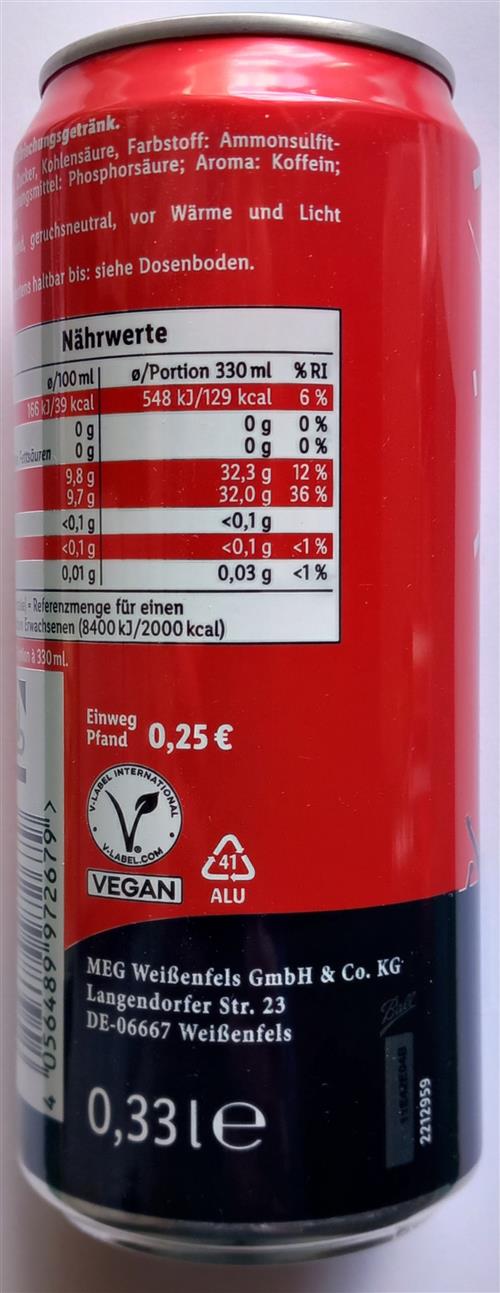 Kohlensäure, Farbstoff: Ammonsulfit-
Phosphorsäure; Aroma: Koffein;
geruchsneutral, vor Wärme und Licht
haltbar bis: siehe Dosenboden.
Nährwerte
ø/100 ml ø/Portion 330 ml % RI
166 kJ/39 kcal 548 kJ/129 kcal 6 %
0 g 0 g 0 %
0 g 0 g 0 %
9,8 g 32,3 g 12 %
9,7 g 32,0 g 36 %
<0,1 g <0,1 g
<0,1 g <0,1 g <1 %
0,01 g 0,03 g <1 %
= Referenzmenge für einen
Erwachsenen (8400 kJ/2000 kcal)
à 330 ml.
Einweg
Pfand 0,25 €
V-LABEL INTERNATIONAL
V-LABEL.COM
VEGAN
41
ALU
4 056489 972679 >
MEG Weißenfels GmbH & Co. KG
Langendorfer Str. 23
DE-06667 Weißenfels
Ball
0,33 l e
2212959